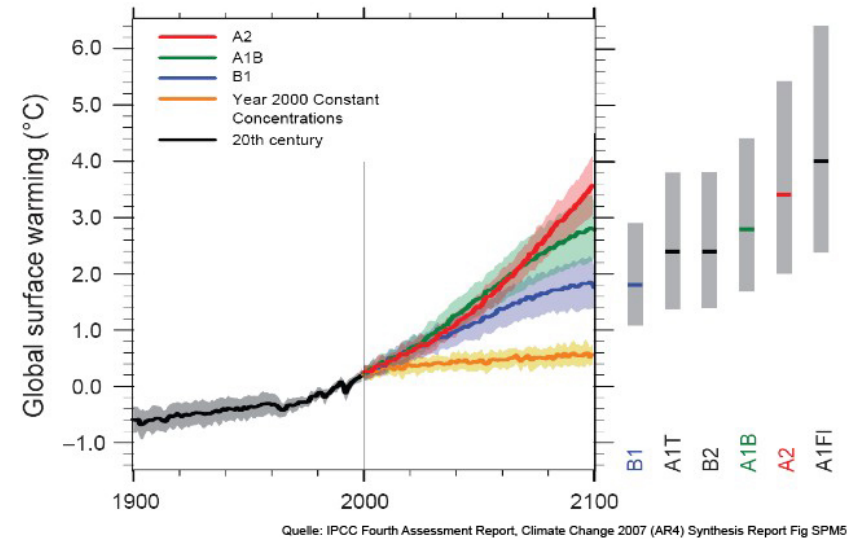 Global surface warming (°C)
6.0
5.0
4.0
3.0
2.0
1.0
0.0
–1.0
A2
A1B
B1
Year 2000 Constant
Concentrations
20th century
1900
2000
2100
B1
A1T
B2
A1B
A2
A1FI
Quelle: IPCC Fourth Assessment Report, Climate Change 2007 (AR4) Synthesis Report Fig SPM5